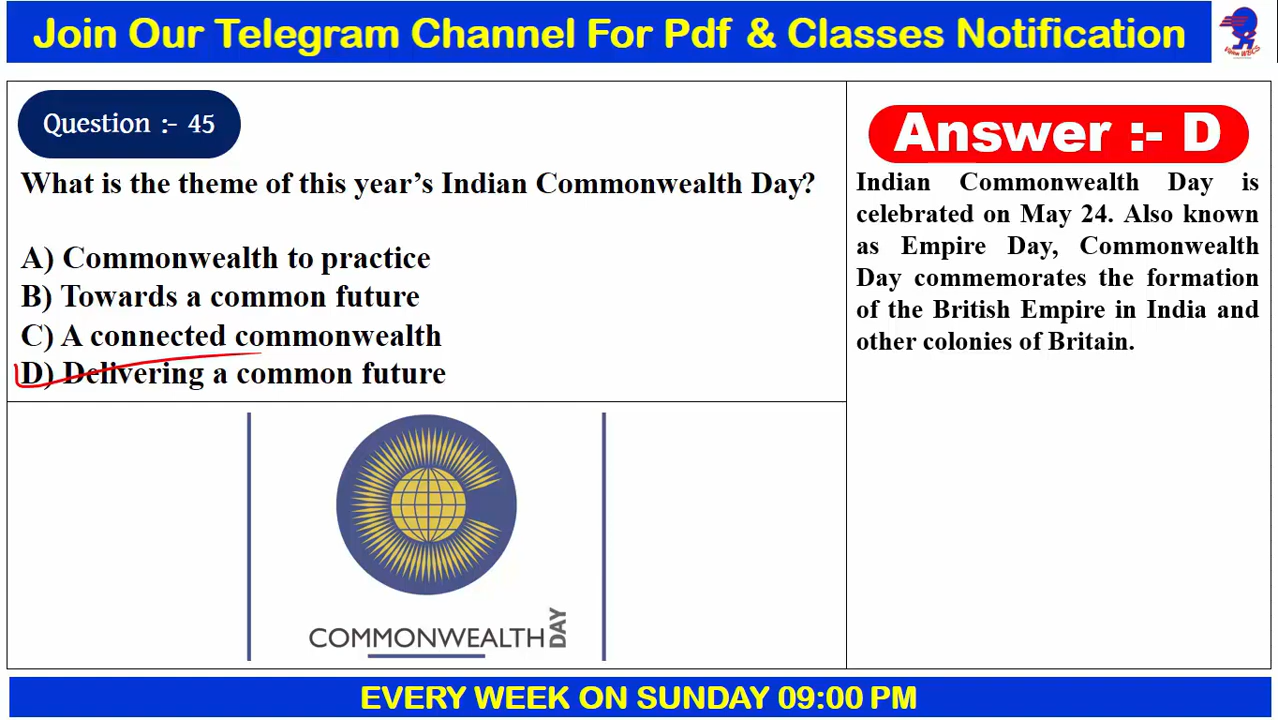 Join Our Telegram Channel For Pdf & Classes Notification
Question :- 45
What is the theme of this year’s Indian Commonwealth Day?
A) Commonwealth to practice
B) Towards a common future
C) A connected commonwealth
D) Delivering a common future
COMMONWEALTH DAY
Answer :- D
Indian Commonwealth Day is
celebrated on May 24. Also known
as Empire Day, Commonwealth
Day commemorates the formation
of the British Empire in India and
other colonies of Britain.
EVERY WEEK ON SUNDAY 09:00 PM